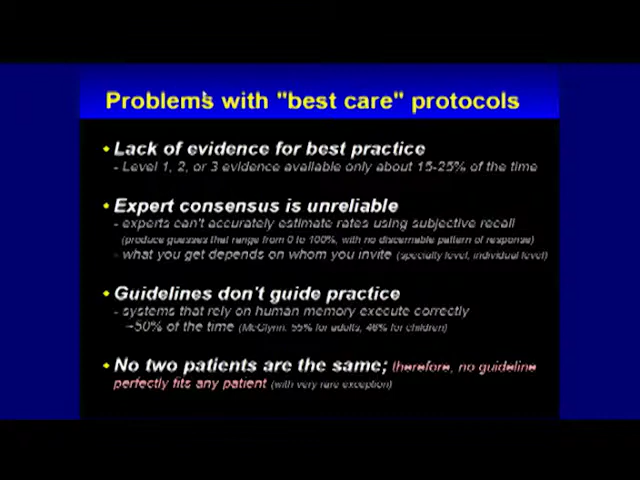 Problems with "best care" protocols
Lack of evidence for best practice
- Level 1, 2, or 3 evidence available only about 15-25% of the time
Expert consensus is unreliable
- experts can't accurately estimate rates using subjective recall
(produce guesses that range from 0 to 100%, with no discernable pattern of response)
- what you get depends on whom you invite (specialty level, individual level)
Guidelines don't guide practice
- systems that rely on human memory execute correctly
~50% of the time (McGlynn: 55% for adults, 46% for children)
No two patients are the same; therefore, no guideline
perfectly fits any patient (with very rare exception)